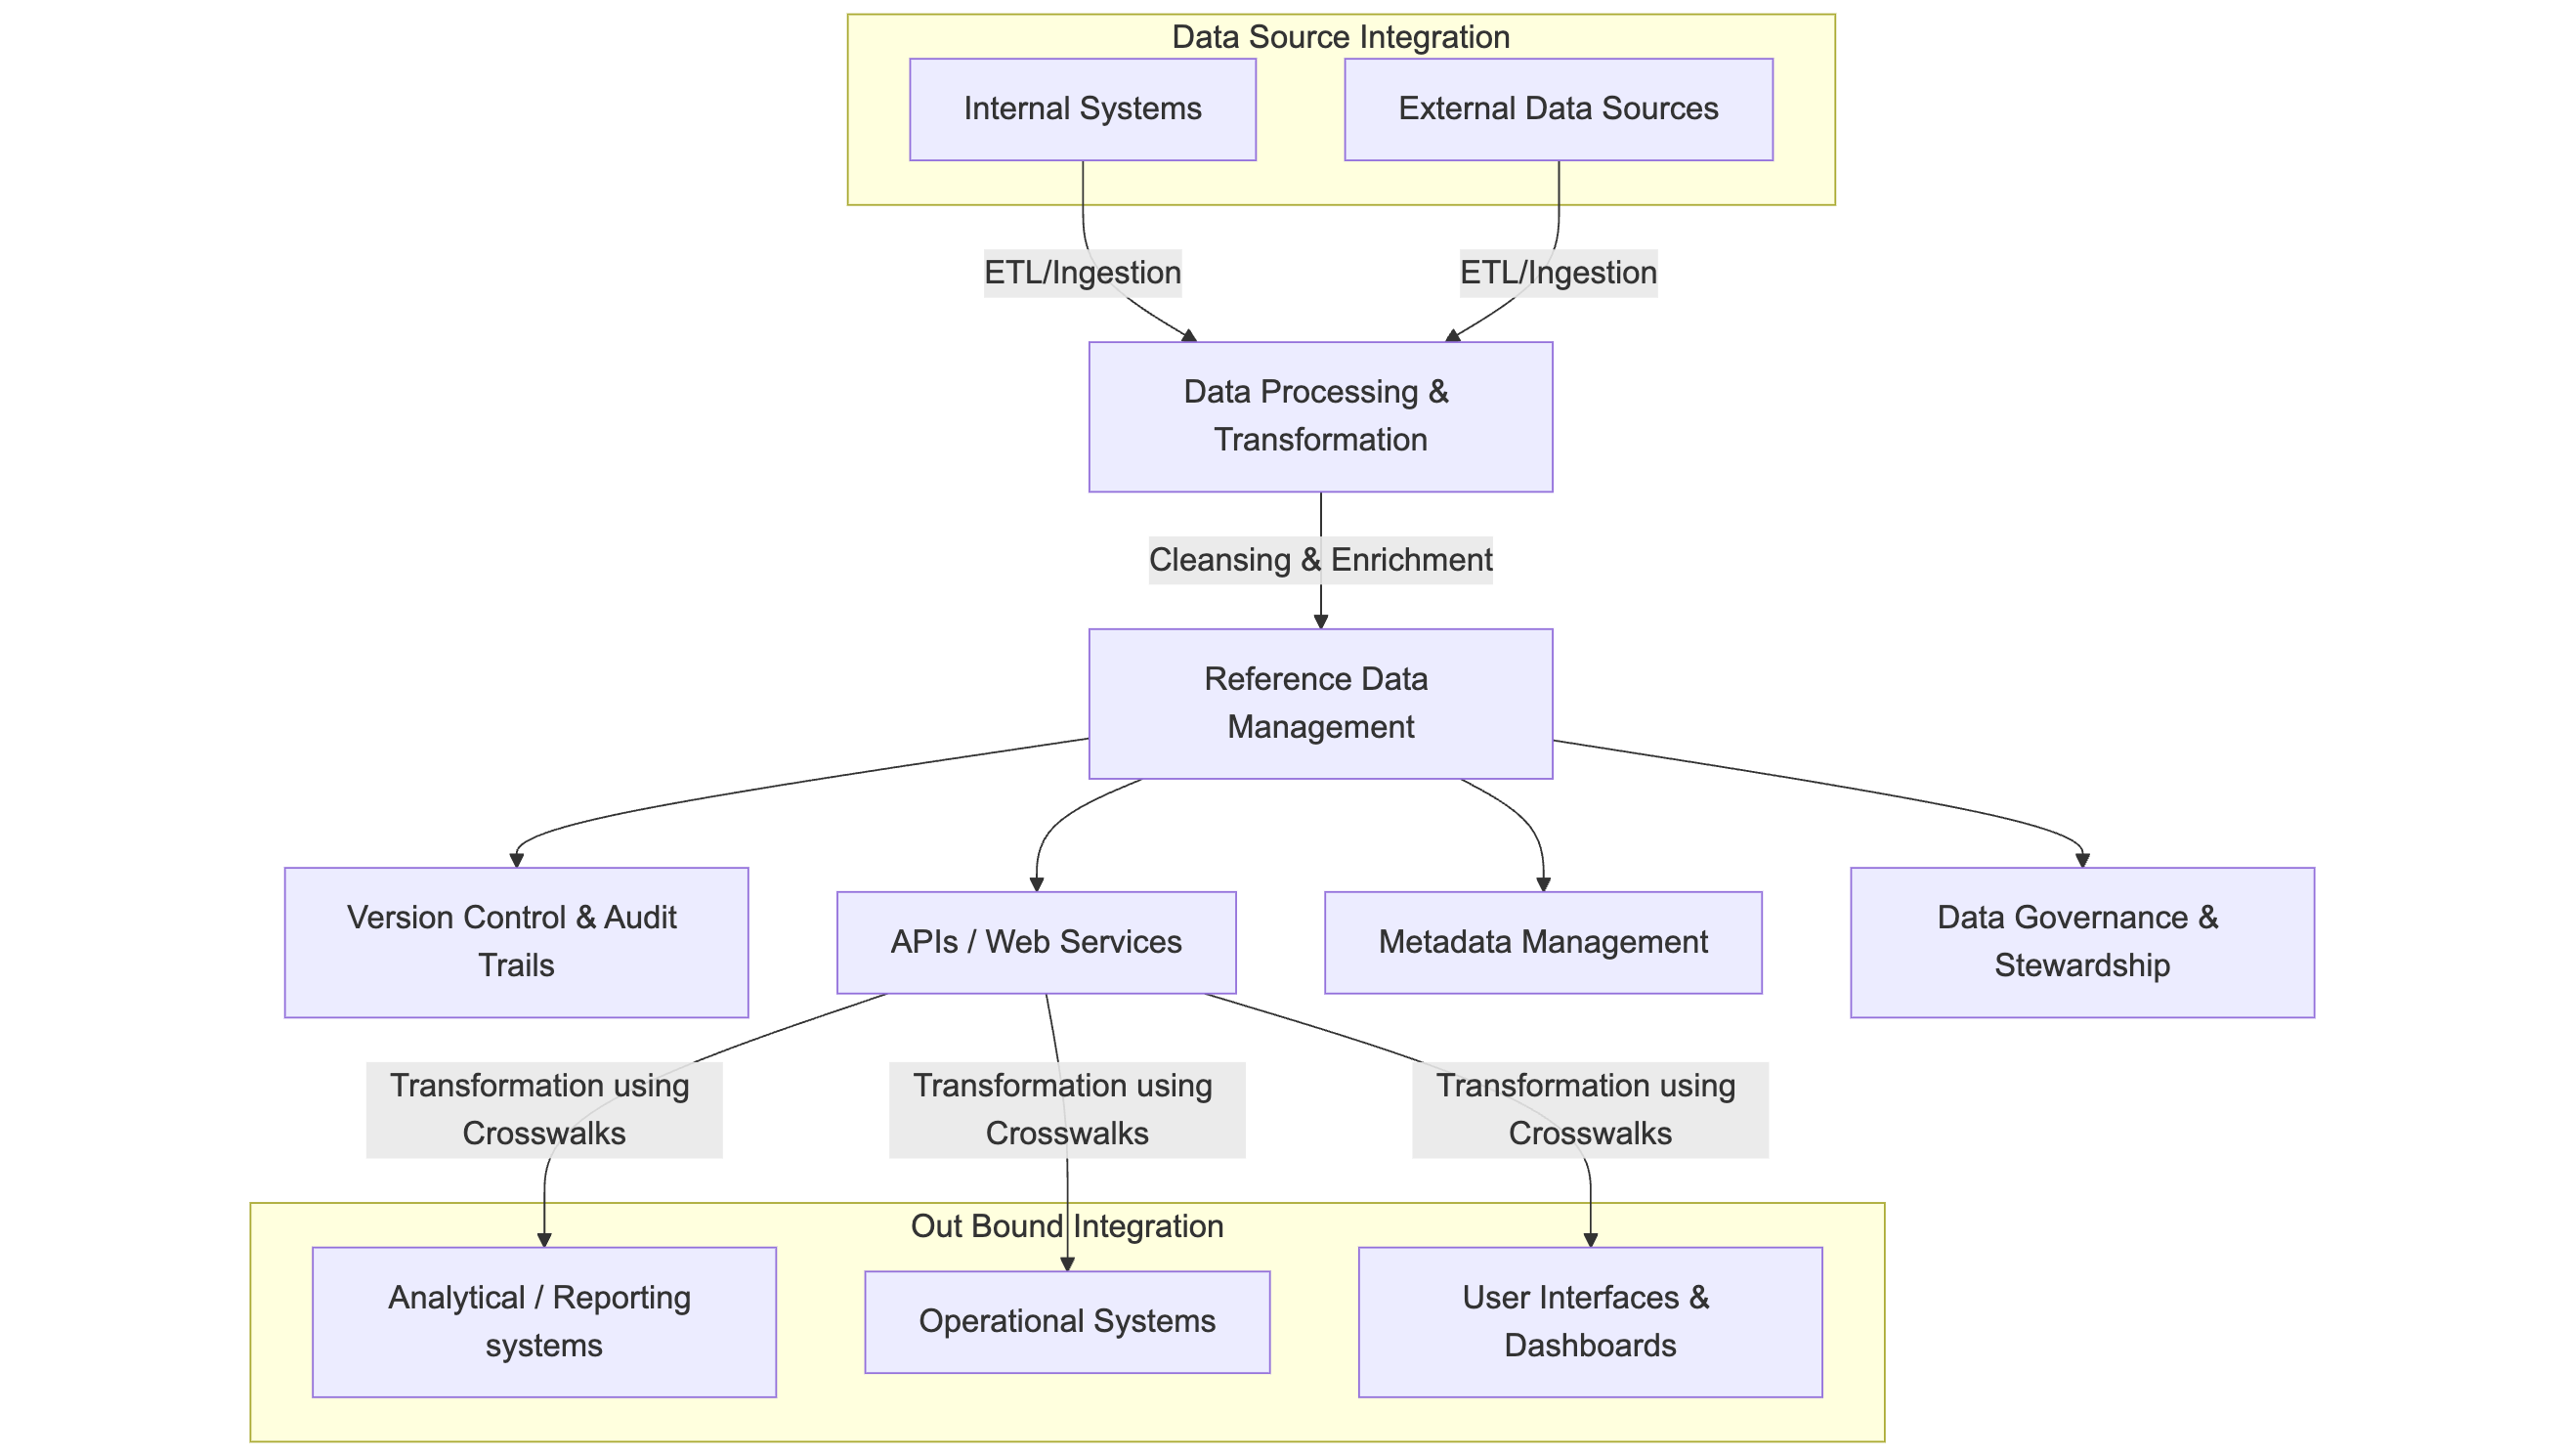 Data Source Integration
Internal Systems
External Data Sources
ETL/Ingestion
ETL/Ingestion
Data Processing &
Transformation
Cleansing & Enrichment
Reference Data
Management
Version Control & Audit
Trails
APIs / Web Services
Metadata Management
Data Governance &
Stewardship
Transformation using
Crosswalks
Transformation using
Crosswalks
Transformation using
Crosswalks
Out Bound Integration
Analytical / Reporting
systems
Operational Systems
User Interfaces &
Dashboards